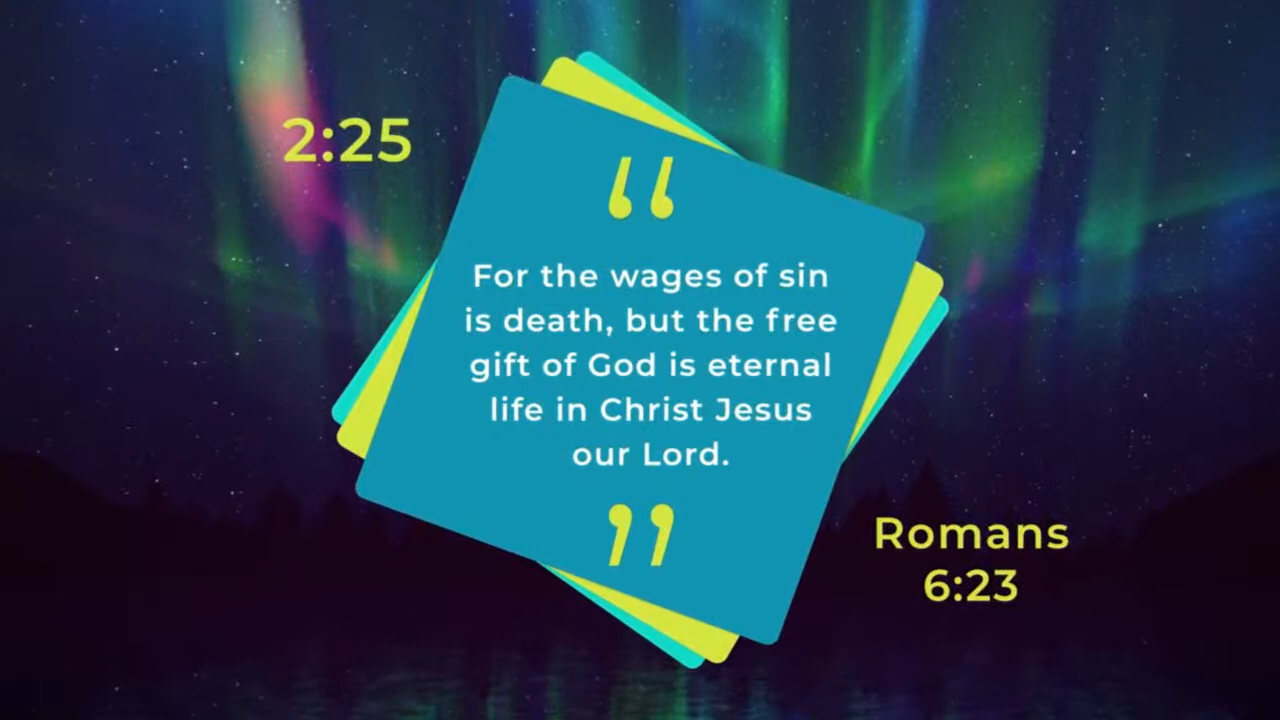 2:25
“
For the wages of sin
is death, but the free
gift of God is eternal
life in Christ Jesus
our Lord.
”
Romans
6:23